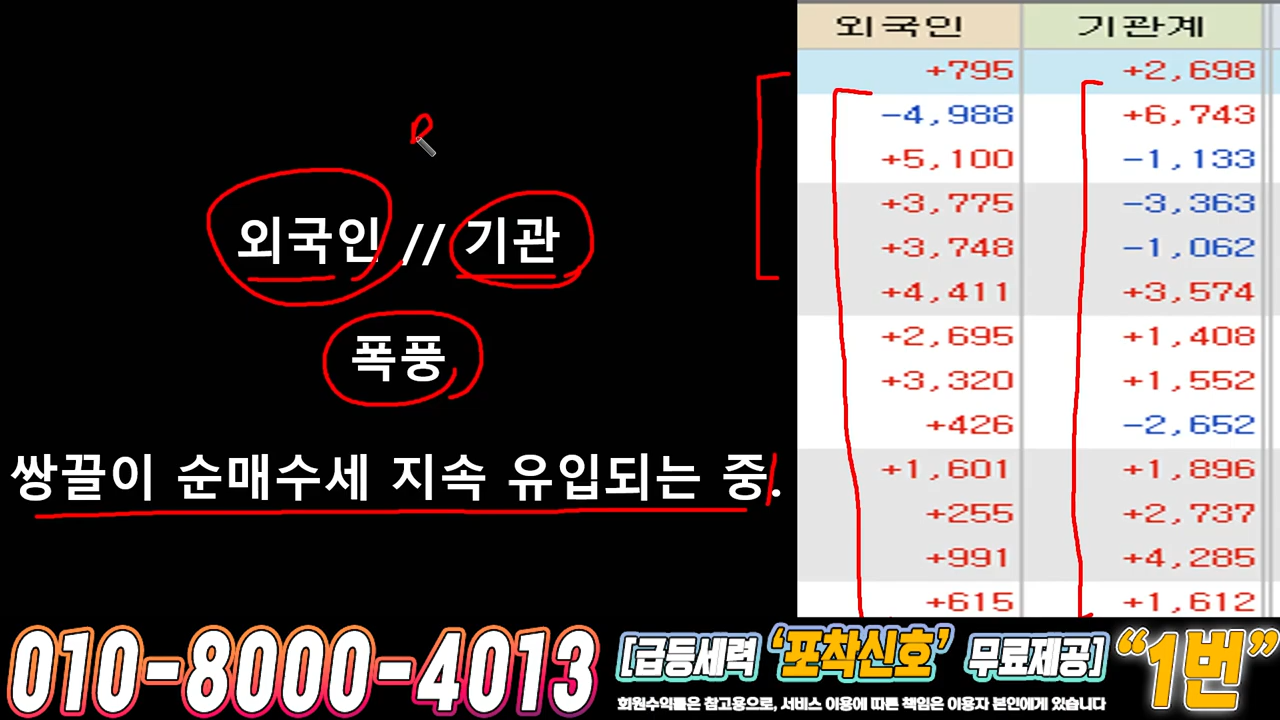 외국인 // 기관
폭풍
쌍끌이 순매수세 지속 유입되는 중.
외국인 기관계
+795 +2,698
-4,988 +6,743
+5,100 -1,133
+3,775 -3,363
+3,748 -1,062
+4,411 +3,574
+2,695 +1,408
+3,320 +1,552
+426 -2,652
+1,601 +1,896
+255 +2,737
+991 +4,285
+615 +1,612
010-8000-4013 [급등세력 '포착신호' 무료제공] "1번"
회원수익률은 참고용으로, 서비스 이용에 따른 책임은 이용자 본인에게 있습니다